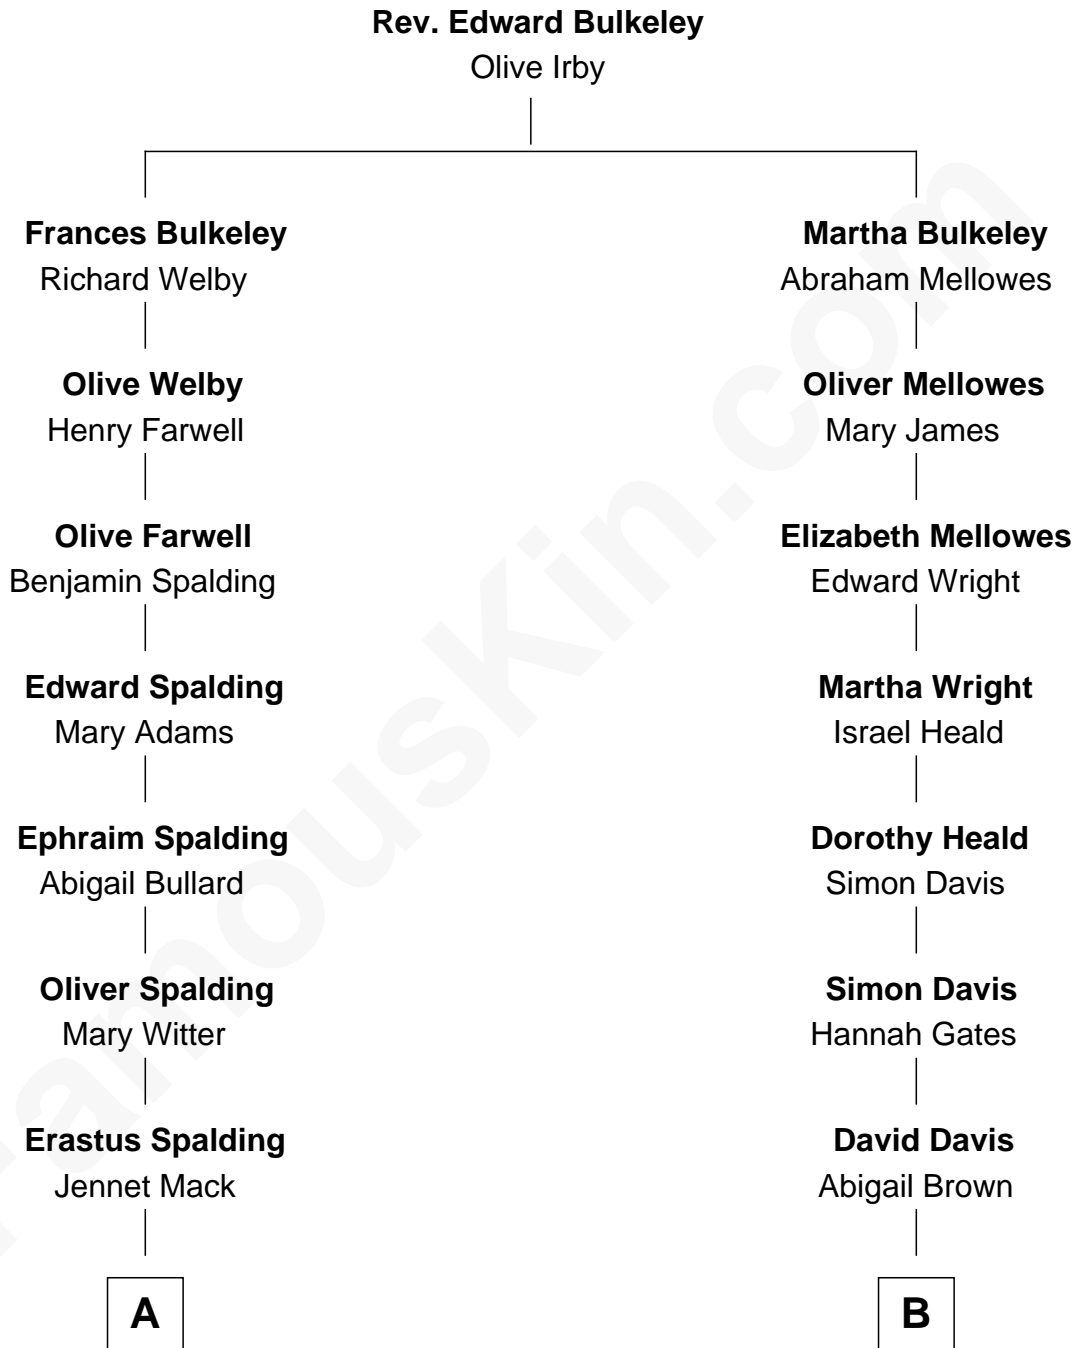 Rev. Edward Bulkeley
Olive Irby
Frances Bulkeley
Richard Welby
Martha Bulkeley
Abraham Mellowes
Olive Welby
Henry Farwell
Oliver Mellowes
Mary James
Olive Farwell
Benjamin Spalding
Elizabeth Mellowes
Edward Wright
Edward Spalding
Mary Adams
Martha Wright
Israel Heald
Ephraim Spalding
Abigail Bullard
Dorothy Heald
Simon Davis
Oliver Spalding
Mary Witter
Simon Davis
Hannah Gates
Erastus Spalding
Jennet Mack
David Davis
Abigail Brown
A
B
FamousKin.com